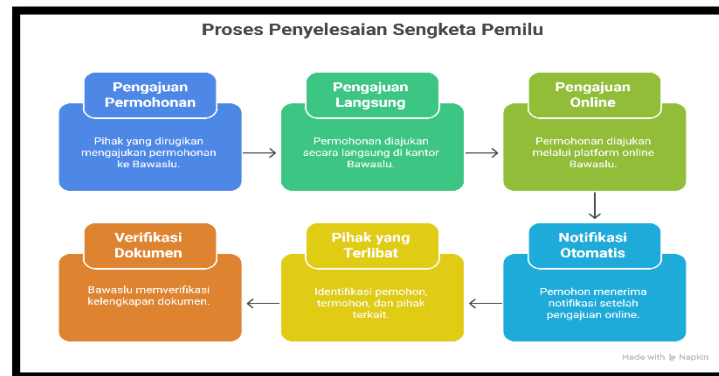 Proses Penyelesaian Sengketa Pemilu
Pengajuan
Permohonan
Pihak yang dirugikan
mengajukan permohonan
ke Bawaslu.
Pengajuan
Langsung
Permohonan diajukan
secara langsung di kantor
Bawaslu.
Pengajuan
Online
Permohonan diajukan
melalui platform online
Bawaslu.
Notifikasi
Otomatis
Pemohon menerima
notifikasi setelah
pengajuan online.
Pihak yang
Terlibat
Identifikasi pemohon,
termohon, dan pihak
terkait.
Verifikasi
Dokumen
Bawaslu memverifikasi
kelengkapan dokumen.
Made with Napkin